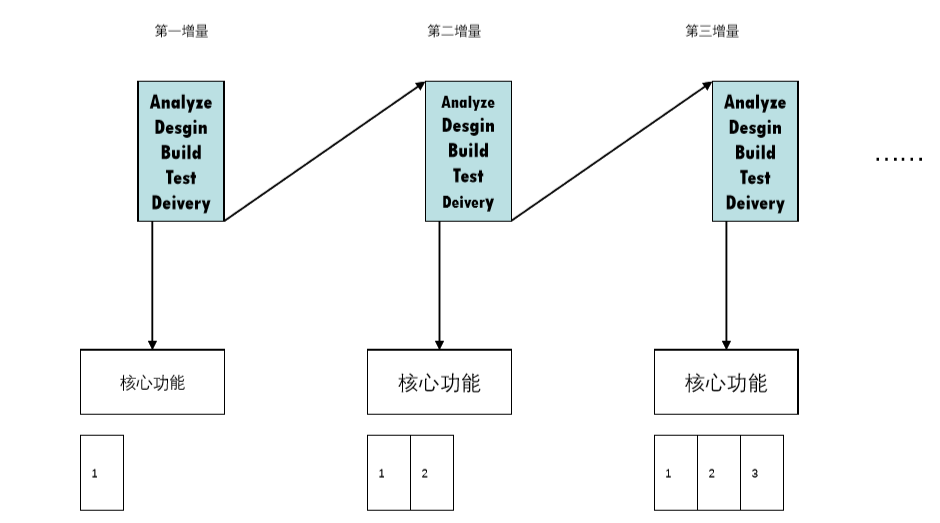 第一增量
第二增量
第三增量
Analyze
Desgin
Build
Test
Deivery
Analyze
Desgin
Build
Test
Deivery
Analyze
Desgin
Build
Test
Deivery
……
核心功能
核心功能
核心功能
1
1 2
1 2 3